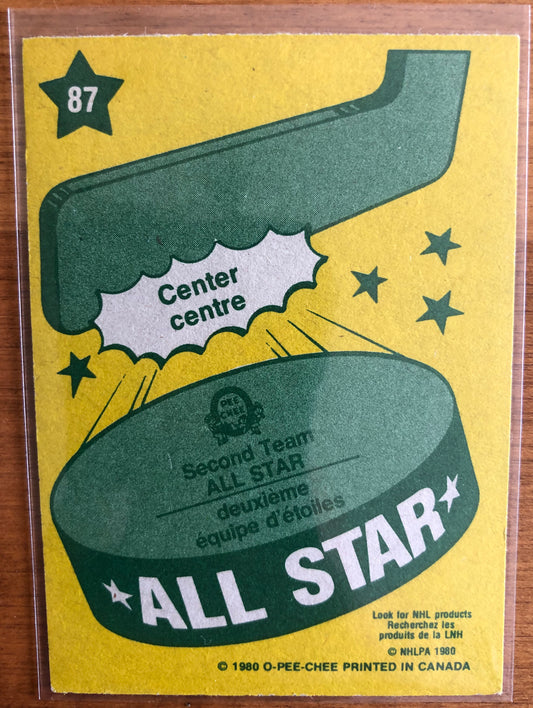 87
Center
centre
O
PEE
CHEE
Second Team
ALL STAR
deuxième
équipe d'étoiles
ALL STAR
Look for NHL products
Recherchez les
produits de la LNH
© NHLPA 1980
© 1980 O-PEE-CHEE PRINTED IN CANADA